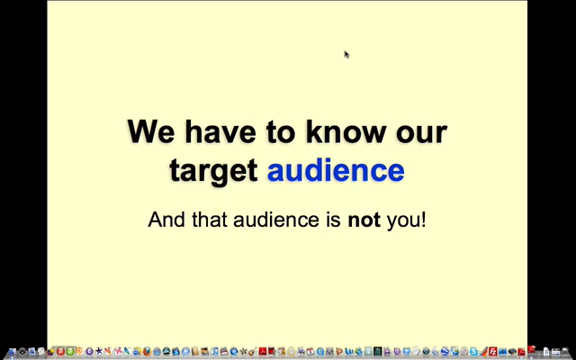 We have to know our
target audience
And that audience is not you!